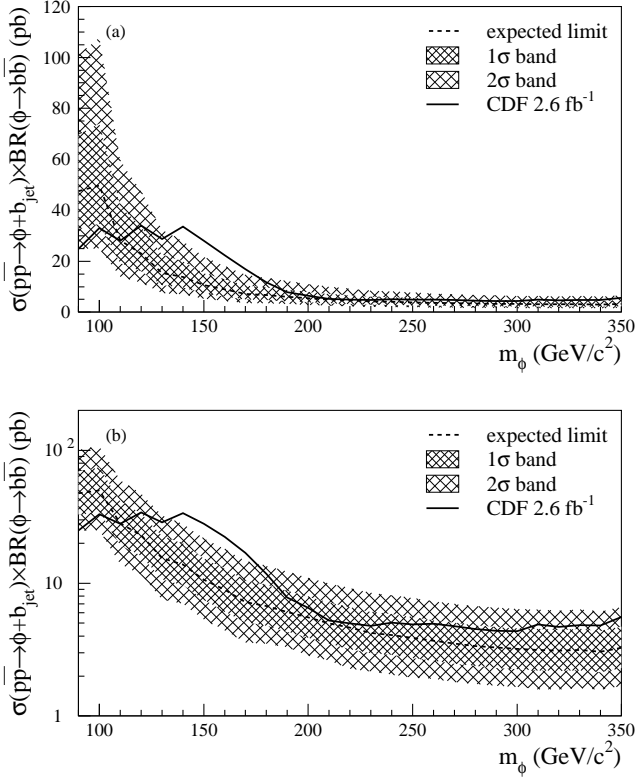 (a)
expected limit
1σ band
2σ band
CDF 2.6 fb⁻¹
σ(pp̅→ϕ+b_jet)×BR(ϕ→bb̅) (pb)
120
100
80
60
40
20
0
100 150 200 250 300 350
m_ϕ (GeV/c²)
(b)
expected limit
1σ band
2σ band
CDF 2.6 fb⁻¹
σ(pp̅→ϕ+b_jet)×BR(ϕ→bb̅) (pb)
10²
10
1
100 150 200 250 300 350
m_ϕ (GeV/c²)